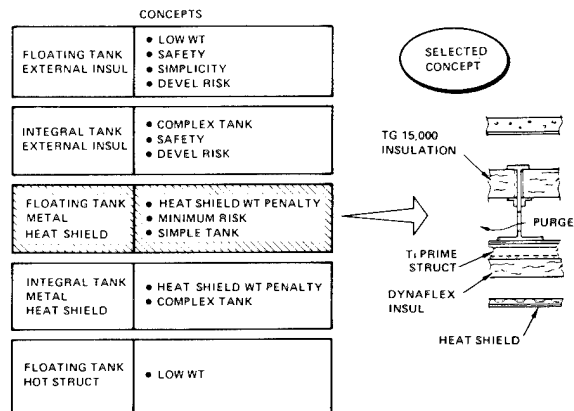 CONCEPTS
FLOATING TANK
EXTERNAL INSUL
• LOW WT
• SAFETY
• SIMPLICITY
• DEVEL RISK
INTEGRAL TANK
EXTERNAL INSUL
• COMPLEX TANK
• SAFETY
• DEVEL RISK
FLOATING TANK
METAL
HEAT SHIELD
• HEAT SHIELD WT PENALTY
• MINIMUM RISK
• SIMPLE TANK
INTEGRAL TANK
METAL
HEAT SHIELD
• HEAT SHIELD WT PENALTY
• COMPLEX TANK
FLOATING TANK
HOT STRUCT
• LOW WT
SELECTED
CONCEPT
TG 15,000
INSULATION
PURGE
Ti PRIME
STRUCT
DYNAFLEX
INSUL
HEAT SHIELD